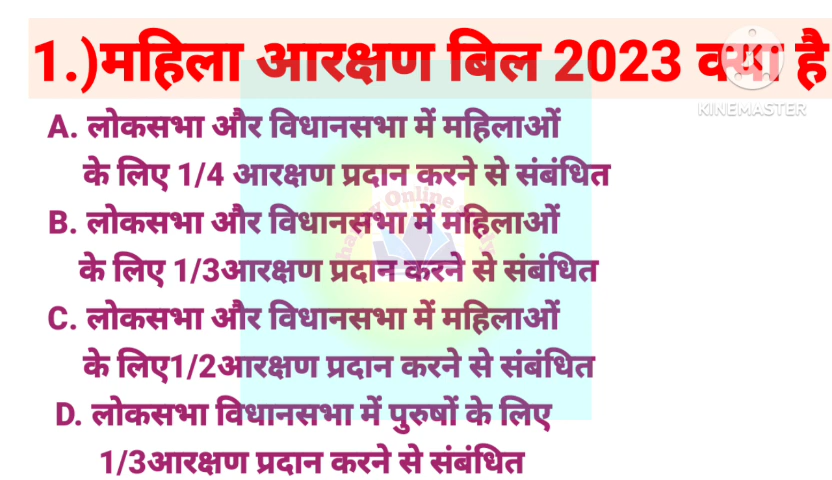 1.)महिला आरक्षण बिल 2023 क्या है
KINEMASTER
A. लोकसभा और विधानसभा में महिलाओं
के लिए 1/4 आरक्षण प्रदान करने से संबंधित
Online
B. लोकसभा और विधानसभा में महिलाओं
के लिए 1/3आरक्षण प्रदान करने से संबंधित
C. लोकसभा और विधानसभा में महिलाओं
के लिए1/2आरक्षण प्रदान करने से संबंधित
D. लोकसभा विधानसभा में पुरुषों के लिए
1/3आरक्षण प्रदान करने से संबंधित